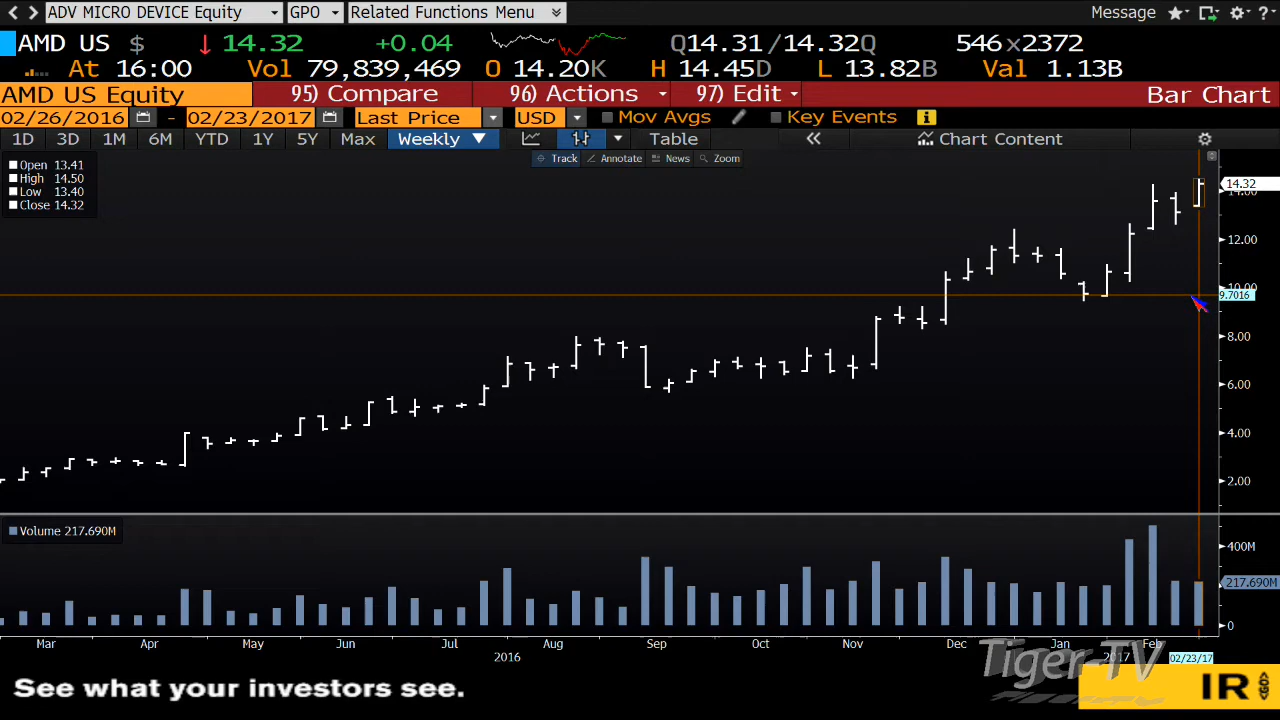 ADV MICRO DEVICE Equity GPO Related Functions Menu Message ?
AMD US $ ↓ 14.32 +0.04 Q14.31/14.32Q 546x2372
At 16:00 Vol 79,839,469 O 14.20K H 14.45D L 13.82B Val 1.13B
AMD US Equity 95) Compare 96) Actions 97) Edit Bar Chart
02/26/2016 - 02/23/2017 Last Price USD Mov Avgs Key Events i
1D 3D 1M 6M YTD 1Y 5Y Max Weekly ▼ Table « Chart Content
Track Annotate News Zoom
Open 13.41
High 14.50
Low 13.40
Close 14.32
14.32
14.00
12.00
10.00
9.7016
8.00
6.00
4.00
2.00
Volume 217.690M
400M
217.690M
0
Mar Apr May Jun Jul Aug Sep Oct Nov Dec Jan Feb
2016 2017 02/23/17
Tiger-TV
See what your investors see.
IR